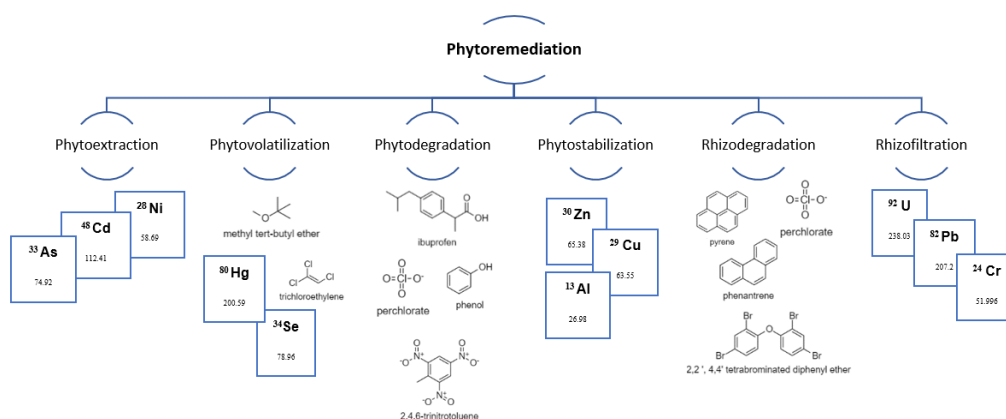 Phytoremediation
Phytoextraction
Phytovolatilization
Phytodegradation
Phytostabilization
Rhizodegradation
Rhizofiltration
28 Ni
58.69
48 Cd
112.41
33 As
74.92
O
methyl tert-butyl ether
80 Hg
200.59
Cl
Cl
Cl
trichloroethylene
34 Se
78.96
O
OH
ibuprofen
O
O=Cl-O-
O
perchlorate
OH
phenol
O
-O N+
O
N+ O-
N+
-O O
2,4,6-trinitrotoluene
30 Zn
65.38
29 Cu
63.55
13 Al
26.98
pyrene
O
O=Cl-O-
O
perchlorate
phenantrene
Br
Br
O
Br
Br
2,2 ', 4,4' tetrabrominated diphenyl ether
92 U
238.03
82 Pb
207.2
24 Cr
51.996